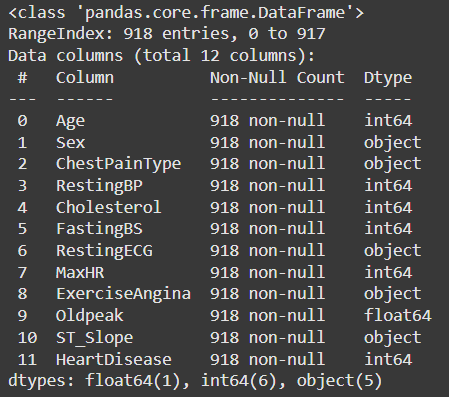 <class 'pandas.core.frame.DataFrame'>
RangeIndex: 918 entries, 0 to 917
Data columns (total 12 columns):
 #   Column          Non-Null Count  Dtype
---  ------          --------------  -----
 0   Age             918 non-null    int64
 1   Sex             918 non-null    object
 2   ChestPainType   918 non-null    object
 3   RestingBP       918 non-null    int64
 4   Cholesterol     918 non-null    int64
 5   FastingBS       918 non-null    int64
 6   RestingECG      918 non-null    object
 7   MaxHR           918 non-null    int64
 8   ExerciseAngina  918 non-null    object
 9   Oldpeak         918 non-null    float64
 10  ST_Slope        918 non-null    object
 11  HeartDisease    918 non-null    int64
dtypes: float64(1), int64(6), object(5)